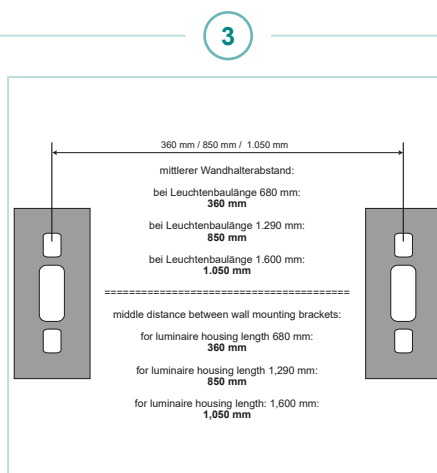 3
360 mm / 850 mm / 1.050 mm
mittlerer Wandhalterabstand:
bei Leuchtenbaulänge 680 mm:
360 mm
bei Leuchtenbaulänge 1.290 mm:
850 mm
bei Leuchtenbaulänge 1.600 mm:
1.050 mm
========================================
middle distance between wall mounting brackets:
for luminaire housing length 680 mm:
360 mm
for luminaire housing length 1,290 mm:
850 mm
for luminaire housing length: 1,600 mm:
1,050 mm